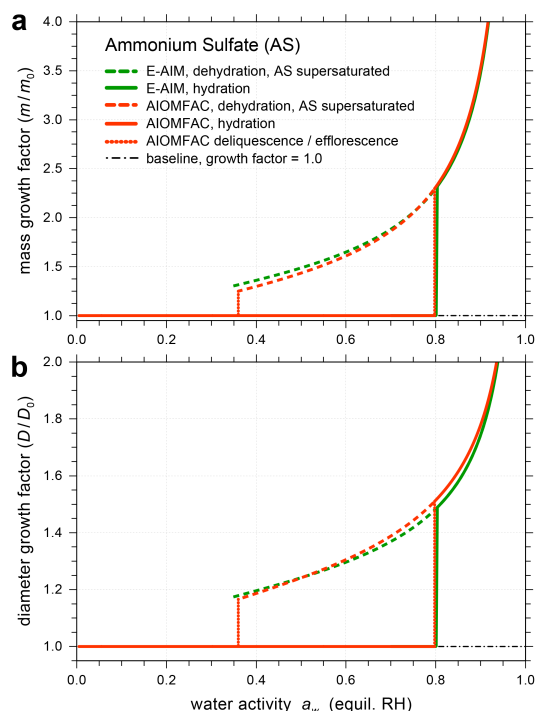 a
4.0
3.5
3.0
2.5
2.0
1.5
1.0
mass growth factor (m/m0)
Ammonium Sulfate (AS)
E-AIM, dehydration, AS supersaturated
E-AIM, hydration
AIOMFAC, dehydration, AS supersaturated
AIOMFAC, hydration
AIOMFAC deliquescence / efflorescence
baseline, growth factor = 1.0
0.0 0.2 0.4 0.6 0.8 1.0
b
2.0
1.8
1.6
1.4
1.2
1.0
diameter growth factor (D/D0)
0.0 0.2 0.4 0.6 0.8 1.0
water activity aw (equil. RH)